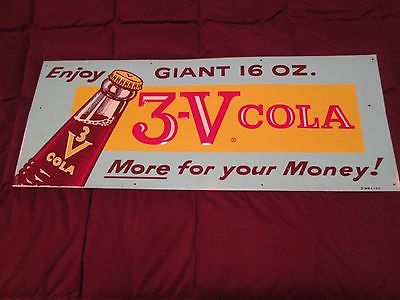 Enjoy GIANT 16 OZ.
3-V COLA
®
3
V
COLA
More for your Money!